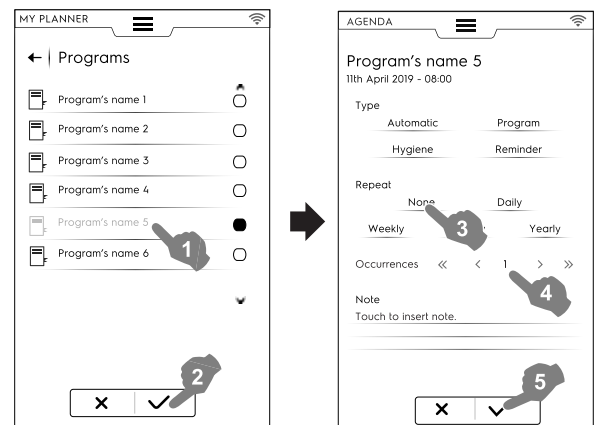 MY PLANNER
Programs
Program's name 1
Program's name 2
Program's name 3
Program's name 4
Program's name 5
1
Program's name 6
2
AGENDA
Program's name 5
11th April 2019 - 08:00
Type
Automatic Program
Hygiene Reminder
Repeat
None Daily
3
Weekly Yearly
Occurrences « < 1 > »
4
Note
Touch to insert note.
5